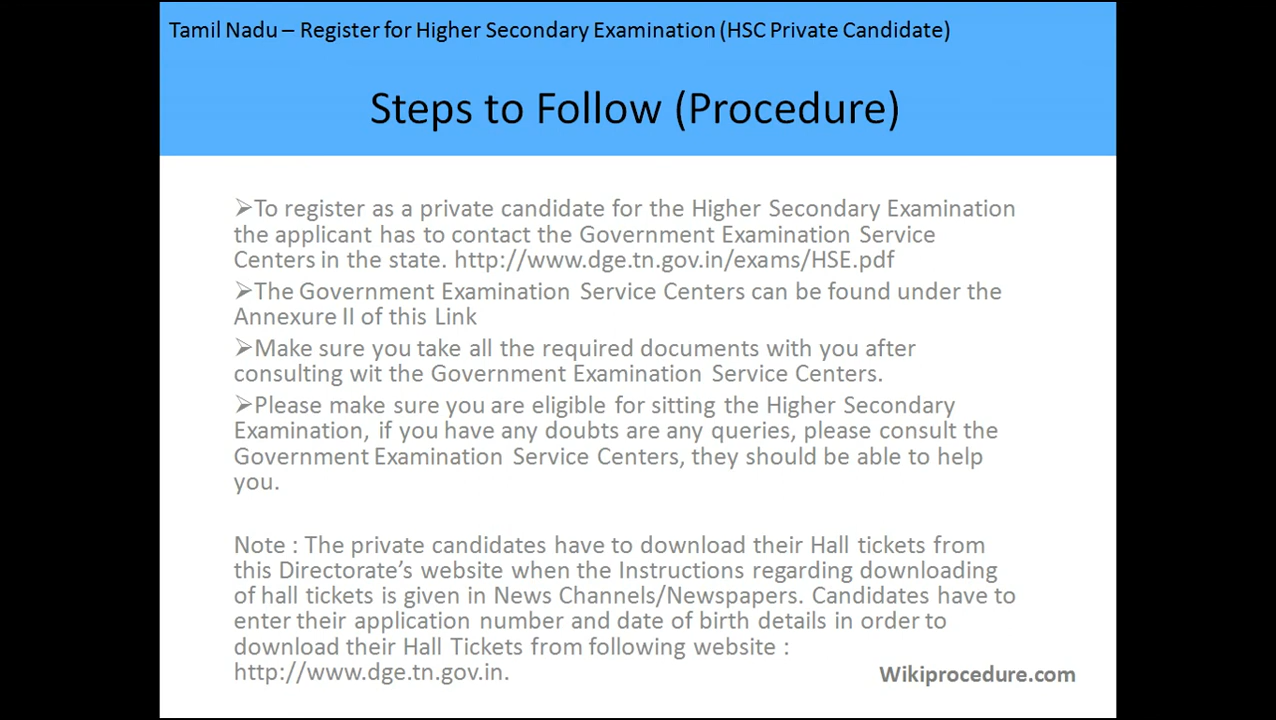 Tamil Nadu – Register for Higher Secondary Examination (HSC Private Candidate)
Steps to Follow (Procedure)
➢To register as a private candidate for the Higher Secondary Examination
the applicant has to contact the Government Examination Service
Centers in the state. http://www.dge.tn.gov.in/exams/HSE.pdf
➢The Government Examination Service Centers can be found under the
Annexure II of this Link
➢Make sure you take all the required documents with you after
consulting wit the Government Examination Service Centers.
➢Please make sure you are eligible for sitting the Higher Secondary
Examination, if you have any doubts are any queries, please consult the
Government Examination Service Centers, they should be able to help
you.
Note : The private candidates have to download their Hall tickets from
this Directorate’s website when the Instructions regarding downloading
of hall tickets is given in News Channels/Newspapers. Candidates have to
enter their application number and date of birth details in order to
download their Hall Tickets from following website :
http://www.dge.tn.gov.in.
Wikiprocedure.com